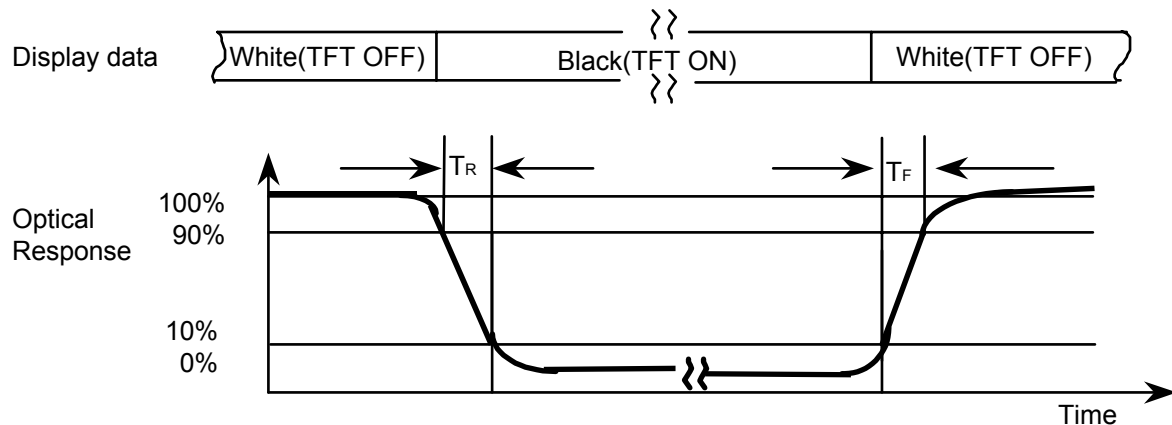 Display data
White(TFT OFF)
Black(TFT ON)
White(TFT OFF)
TR
TF
Optical
Response
100%
90%
10%
0%
Time